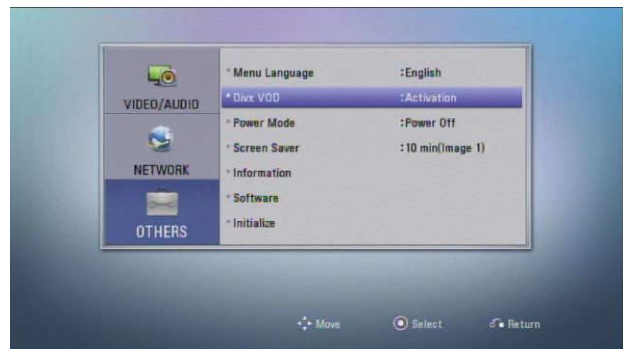 VIDEO/AUDIO
NETWORK
OTHERS
Menu Language :English
Divx VOD :Activation
Power Mode :Power Off
Screen Saver :10 min(Image 1)
Information
Software
Initialize
Move Select Return